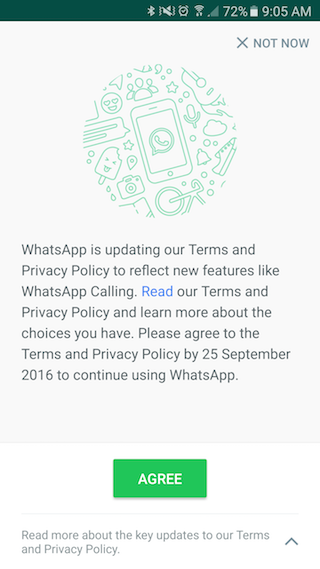 72% 9:05 AM
NOT NOW
WhatsApp is updating our Terms and
Privacy Policy to reflect new features like
WhatsApp Calling. Read our Terms and
Privacy Policy and learn more about the
choices you have. Please agree to the
Terms and Privacy Policy by 25 September
2016 to continue using WhatsApp.
AGREE
Read more about the key updates to our Terms
and Privacy Policy.